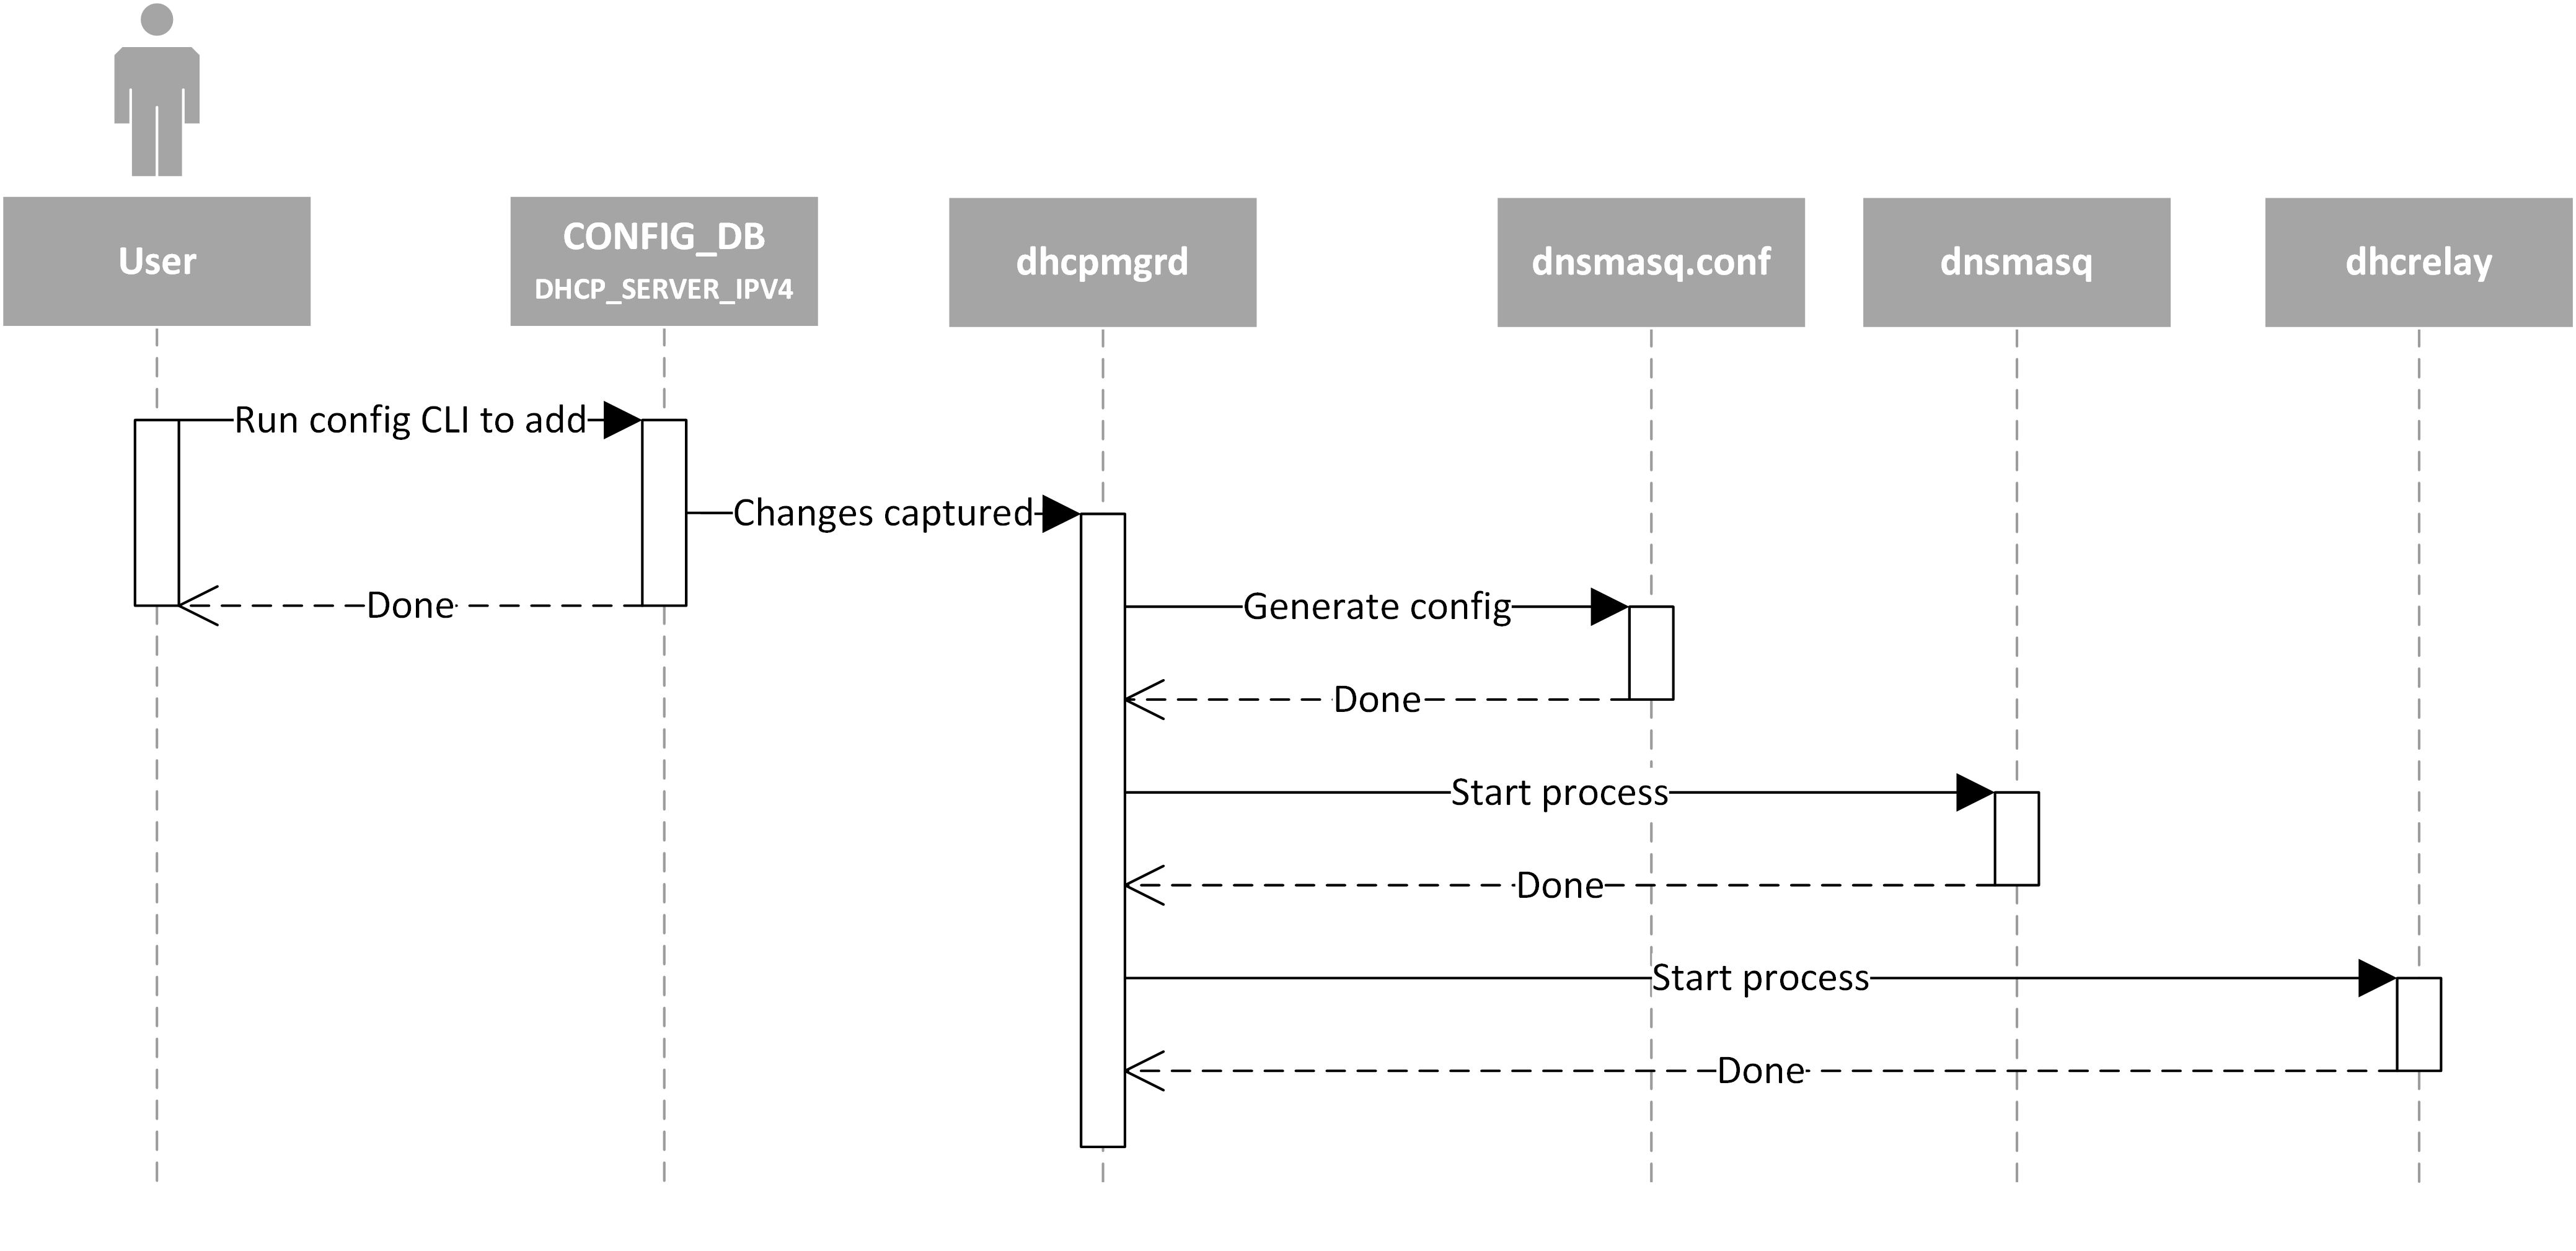 User
CONFIG_DB
DHCP_SERVER_IPV4
dhcpmgrd
dnsmasq.conf
dnsmasq
dhcrelay
Run config CLI to add
Changes captured
Done
Generate config
Done
Start process
Done
Start process
Done